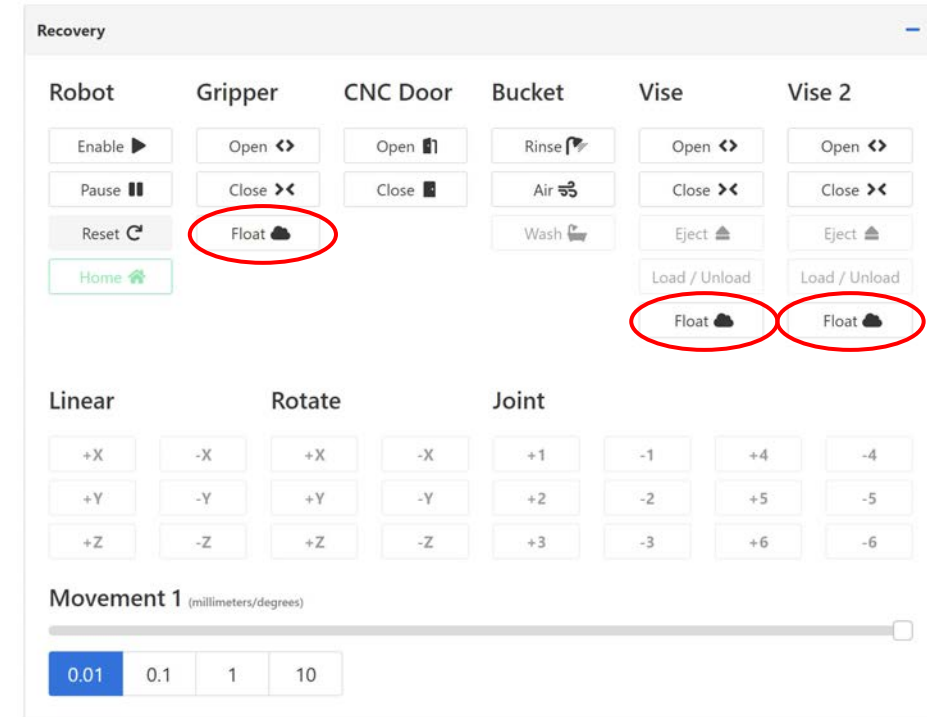 Recovery
Robot Gripper CNC Door Bucket Vise Vise 2
Enable Open Open Rinse Open Open
Pause Close Close Air Close Close
Reset Float Wash Eject Eject
Home Load / Unload Load / Unload
Float Float
Linear Rotate Joint
+X -X +X -X +1 -1 +4 -4
+Y -Y +Y -Y +2 -2 +5 -5
+Z -Z +Z -Z +3 -3 +6 -6
Movement 1 (millimeters/degrees)
0.01 0.1 1 10